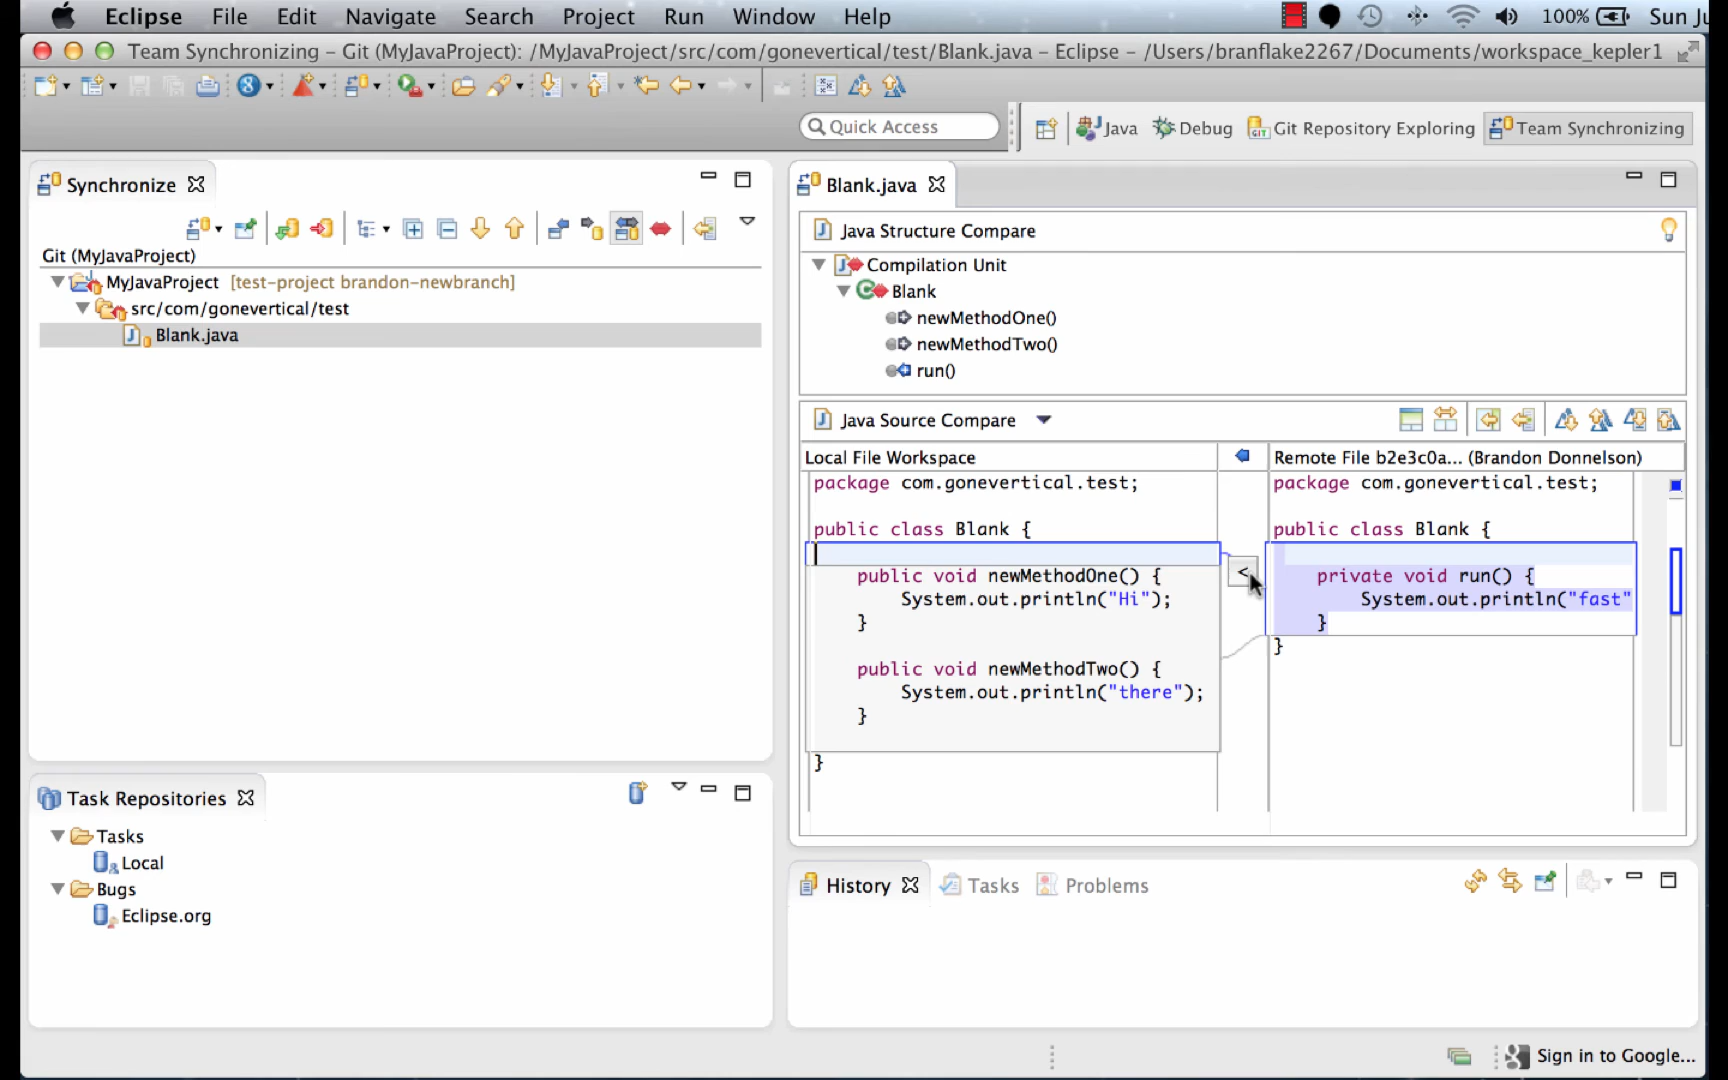 Eclipse File Edit Navigate Search Project Run Window Help 100% Sun Ju
Team Synchronizing – Git (MyJavaProject): /MyJavaProject/src/com/gonevertical/test/Blank.java – Eclipse – /Users/branflake2267/Documents/workspace_kepler1
8
Quick Access Java Debug GIT Git Repository Exploring Team Synchronizing
Synchronize
Git (MyJavaProject)
MyJavaProject [test-project brandon-newbranch]
src/com/gonevertical/test
Blank.java
Task Repositories
Tasks
Local
Bugs
Eclipse.org
Blank.java
Java Structure Compare
Compilation Unit
Blank
newMethodOne()
newMethodTwo()
run()
Java Source Compare
Local File Workspace
package com.gonevertical.test;
public class Blank {
public void newMethodOne() {
System.out.println("Hi");
}
public void newMethodTwo() {
System.out.println("there");
}
}
<
Remote File b2e3c0a... (Brandon Donnelson)
package com.gonevertical.test;
public class Blank {
private void run() {
System.out.println("fast"
}
}
History Tasks Problems
Sign in to Google...